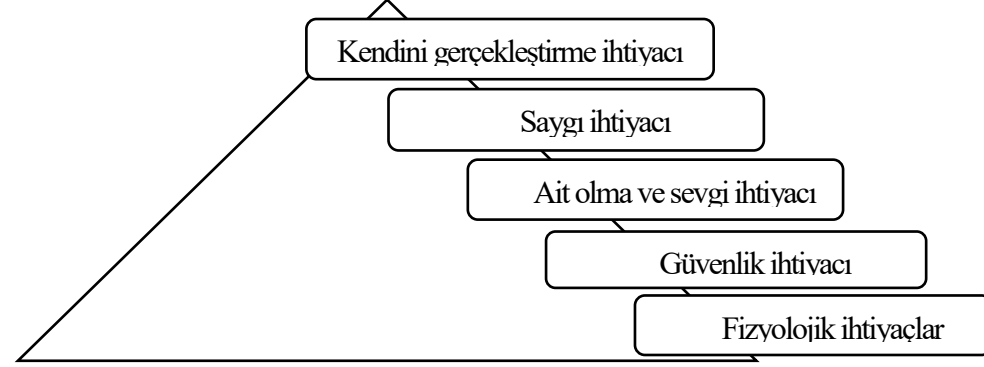 Kendini gerçekleştirme ihtiyacı
Saygı ihtiyacı
Ait olma ve sevgi ihtiyacı
Güvenlik ihtiyacı
Fizyolojik ihtiyaçlar